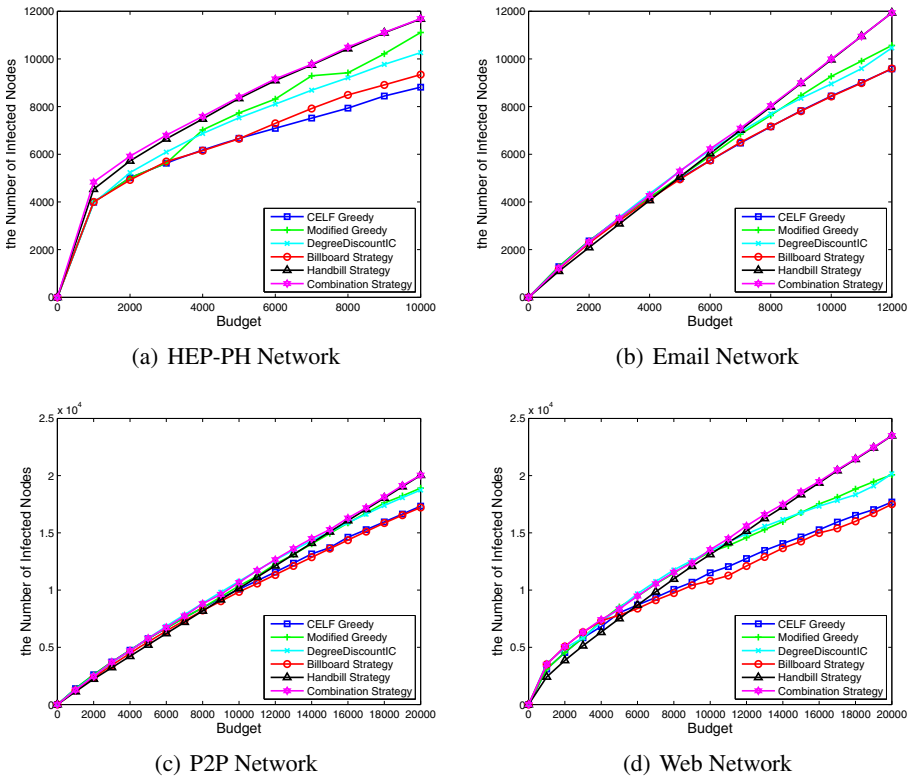 12000
10000
8000
6000
4000
2000
0
the Number of Infected Nodes
CELF Greedy
Modified Greedy
DegreeDiscountIC
Billboard Strategy
Handbill Strategy
Combination Strategy
0 1000 2000 3000 4000 5000 6000 7000 8000 9000 10000
Budget
(a) HEP-PH Network
12000
10000
8000
6000
4000
2000
0
the Number of Infected Nodes
CELF Greedy
Modified Greedy
DegreeDiscountIC
Billboard Strategy
Handbill Strategy
Combination Strategy
0 2000 4000 6000 8000 10000 12000
Budget
(b) Email Network
x 10^4
2.5
2
1.5
1
0.5
0
the Number of Infected Nodes
CELF Greedy
Modified Greedy
DegreeDiscountIC
Billboard Strategy
Handbill Strategy
Combination Strategy
0 2000 4000 6000 8000 10000 12000 14000 16000 18000 20000
Budget
(c) P2P Network
x 10^4
2.5
2
1.5
1
0.5
0
the Number of Infected Nodes
CELF Greedy
Modified Greedy
DegreeDiscountIC
Billboard Strategy
Handbill Strategy
Combination Strategy
0 2000 4000 6000 8000 10000 12000 14000 16000 18000 20000
Budget
(d) Web Network